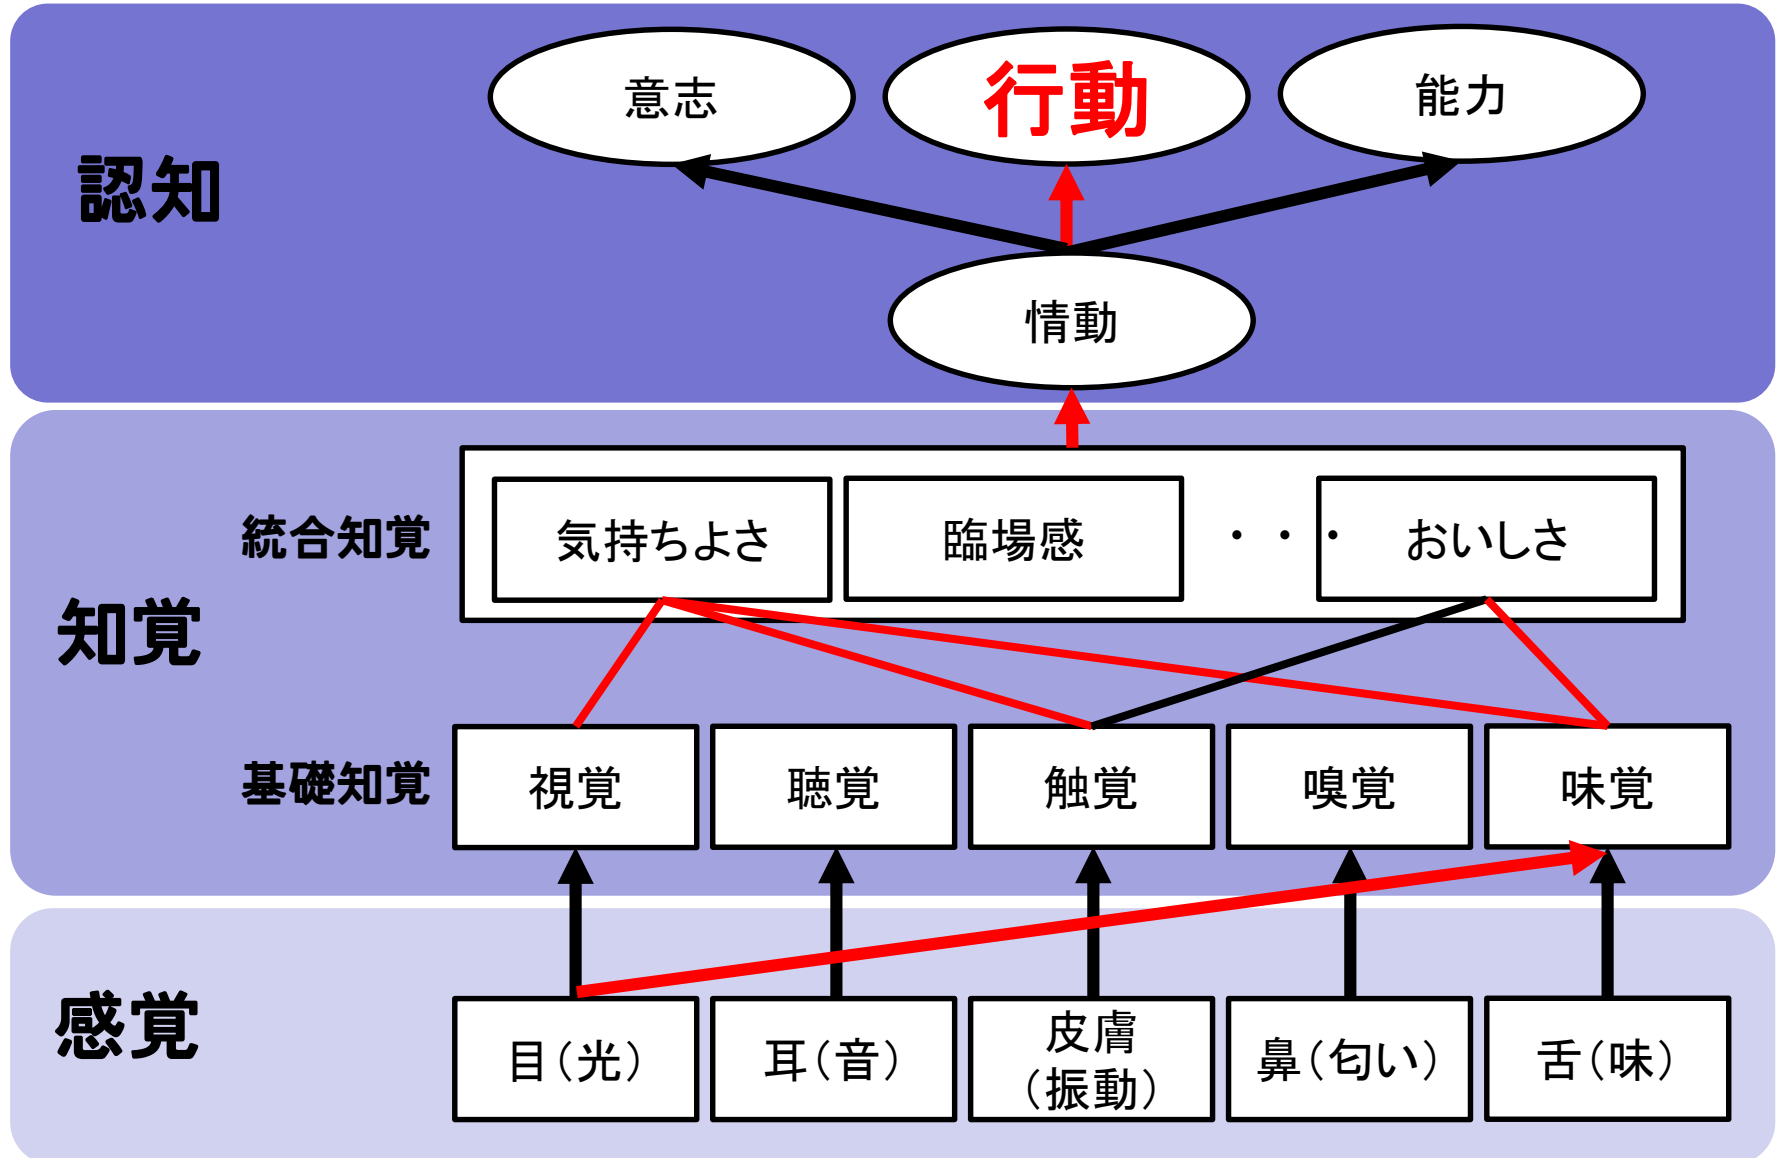 意志
行動
能力
認知
情動
統合知覚
気持ちよさ
臨場感
・・・
おいしさ
知覚
基礎知覚
視覚
聴覚
触覚
嗅覚
味覚
感覚
目(光)
耳(音)
皮膚
(振動)
鼻(匂い)
舌(味)